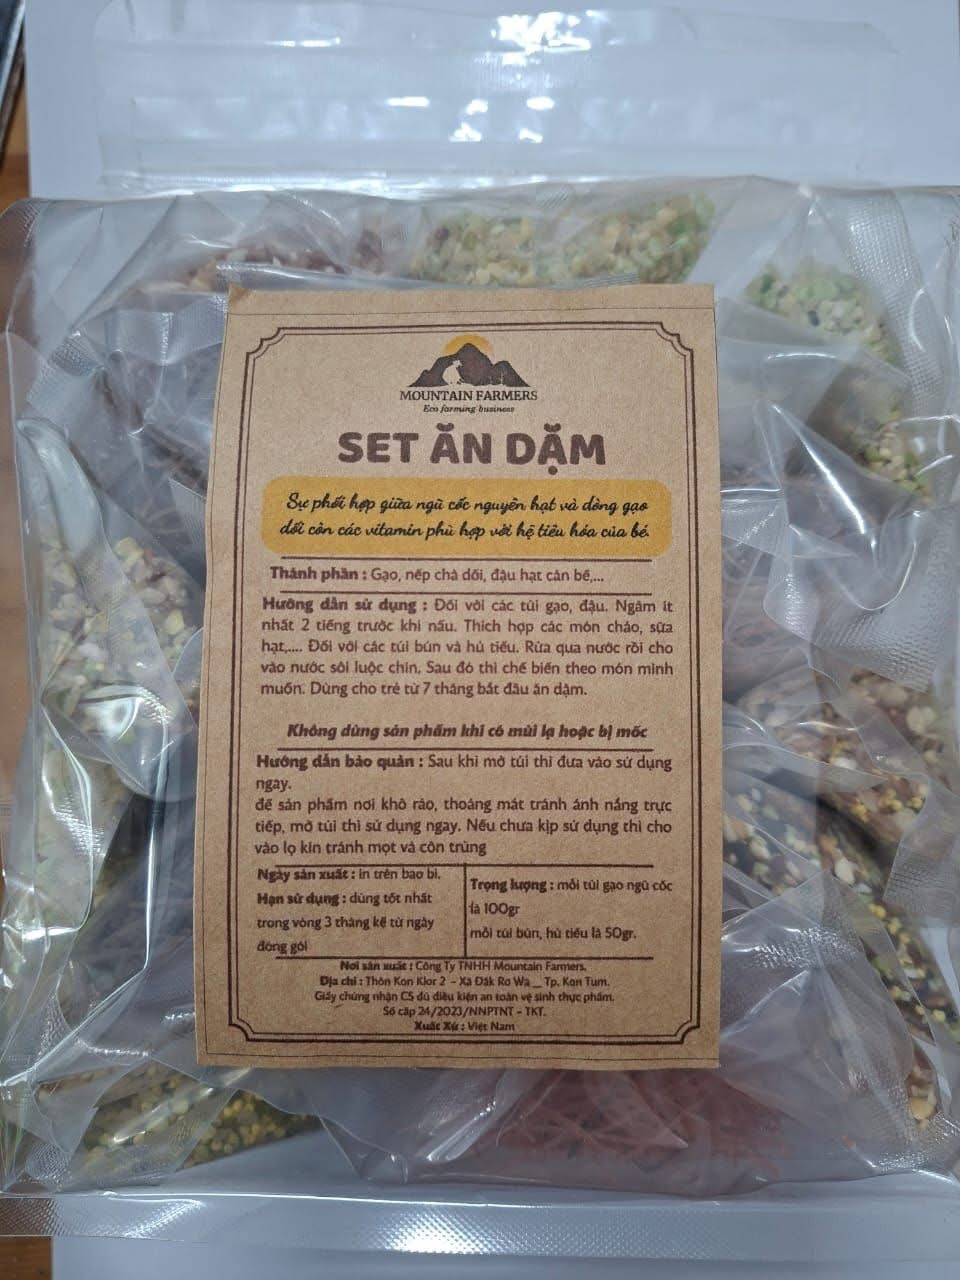 MOUNTAIN FARMERS
Eco farming business
SET ĂN DẶM
Sự phối hợp giữa ngũ cốc nguyên hạt và dòng gạo
dối còn các vitamin phù hợp với hệ tiêu hóa của bé.
Thành phần : Gạo, nếp chà dối, đậu hạt cán bể,...
Hướng dẫn sử dụng : Đối với các túi gạo, đậu. Ngâm ít
nhất 2 tiếng trước khi nấu. Thích hợp các món cháo, sữa
hạt,.... Đối với các túi bún và hủ tiếu. Rửa qua nước rồi cho
vào nước sôi luộc chín. Sau đó thì chế biến theo món mình
muốn. Dùng cho trẻ từ 7 tháng bắt đầu ăn dặm.
Không dùng sản phẩm khi có mùi lạ hoặc bị mốc
Hướng dẫn bảo quản : Sau khi mở túi thì đưa vào sử dụng
ngay.
để sản phẩm nơi khô ráo, thoáng mát tránh ánh nắng trực
tiếp, mở túi thì sử dụng ngay. Nếu chưa kịp sử dụng thì cho
vào lọ kín tránh mọt và côn trùng
Ngày sản xuất : in trên bao bì.
Hạn sử dụng : dùng tốt nhất
trong vòng 3 tháng kể từ ngày
đóng gói
Trọng lượng : mỗi túi gạo ngũ cốc
là 100gr
mỗi túi bún, hủ tiếu là 50gr.
Nơi sản xuất : Công Ty TNHH Mountain Farmers.
Địa chỉ : Thôn Kon Klor 2 - Xã Đăk Rơ Wa _ Tp. Kon Tum.
Giấy chứng nhận CS đủ điều kiện an toàn vệ sinh thực phẩm.
Số cấp 24/2023/NNPTNT - TKT.
Xuất Xứ : Việt Nam